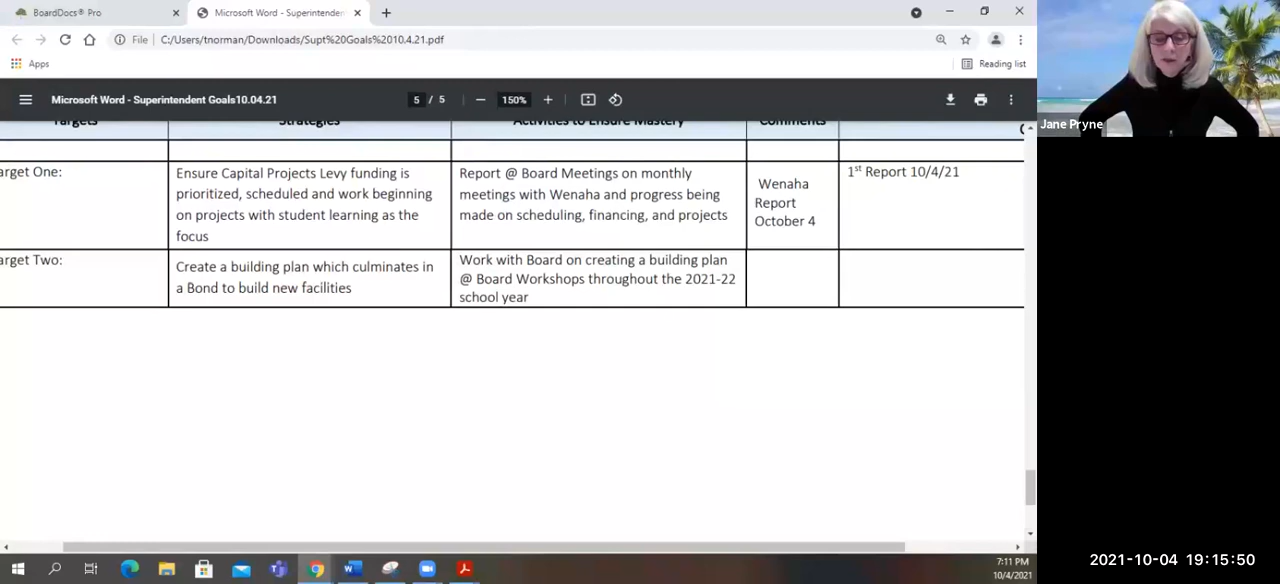 BoardDocs® Pro
Microsoft Word - Superintendent
File
C:/Users/tnorman/Downloads/Supt%20Goals%2010.4.21.pdf
Apps
Reading list
Microsoft Word - Superintendent Goals10.04.21
5 / 5
150%
Jane Pryne
Targets
Strategies
Activities to Ensure Mastery
Comments
arget One:
Ensure Capital Projects Levy funding is
prioritized, scheduled and work beginning
on projects with student learning as the
focus
Report @ Board Meetings on monthly
meetings with Wenaha and progress being
made on scheduling, financing, and projects
Wenaha
Report
October 4
1st Report 10/4/21
arget Two:
Create a building plan which culminates in
a Bond to build new facilities
Work with Board on creating a building plan
@ Board Workshops throughout the 2021-22
school year
7:11 PM
10/4/2021
2021-10-04 19:15:50